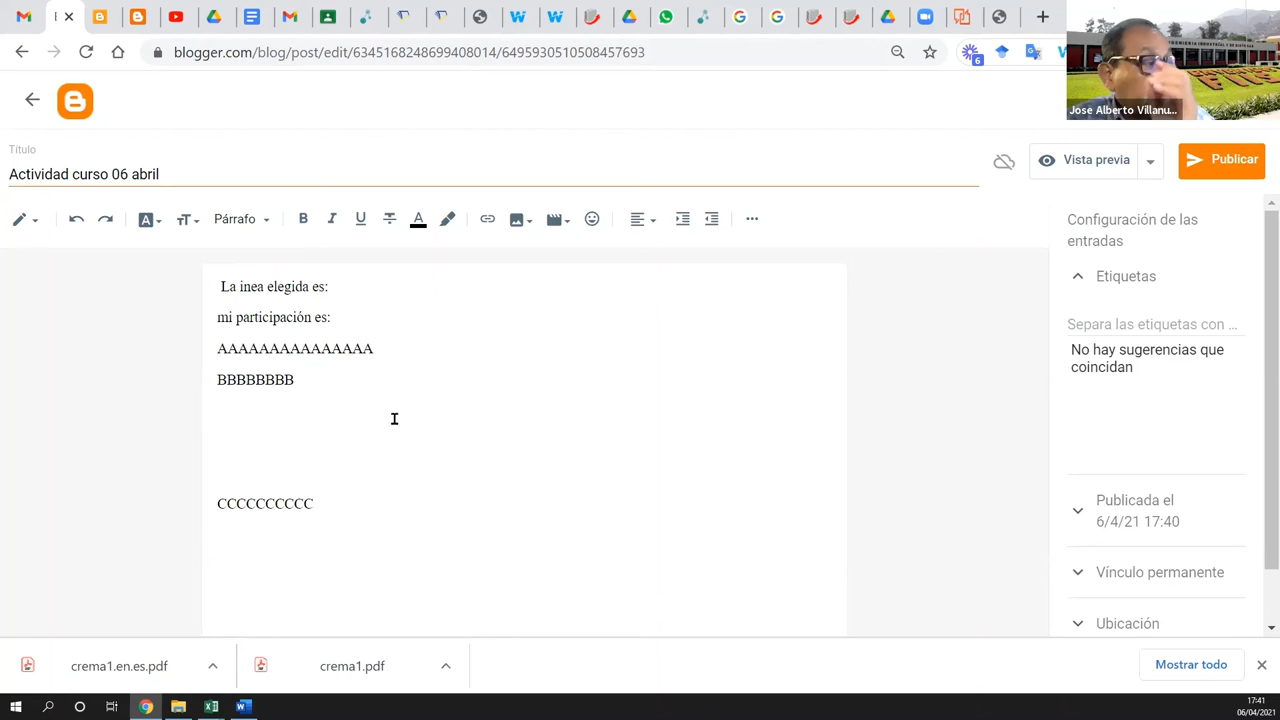 blogger.com/blog/post/edit/6345168248699408011/6495930510508457693
6
Jose Alberto Villanu...
Título
Actividad curso 06 abril
Vista previa
Publicar
Párrafo
Configuración de las
entradas
Etiquetas
Separa las etiquetas con ...
No hay sugerencias que
coincidan
La inea elegida es:
mi participación es:
AAAAAAAAAAAAAAA
BBBBBBBB
CCCCCCCCCC
Publicada el
6/4/21 17:40
Vínculo permanente
Ubicación
crema1.en.es.pdf
crema1.pdf
Mostrar todo
17:41
06/04/2021